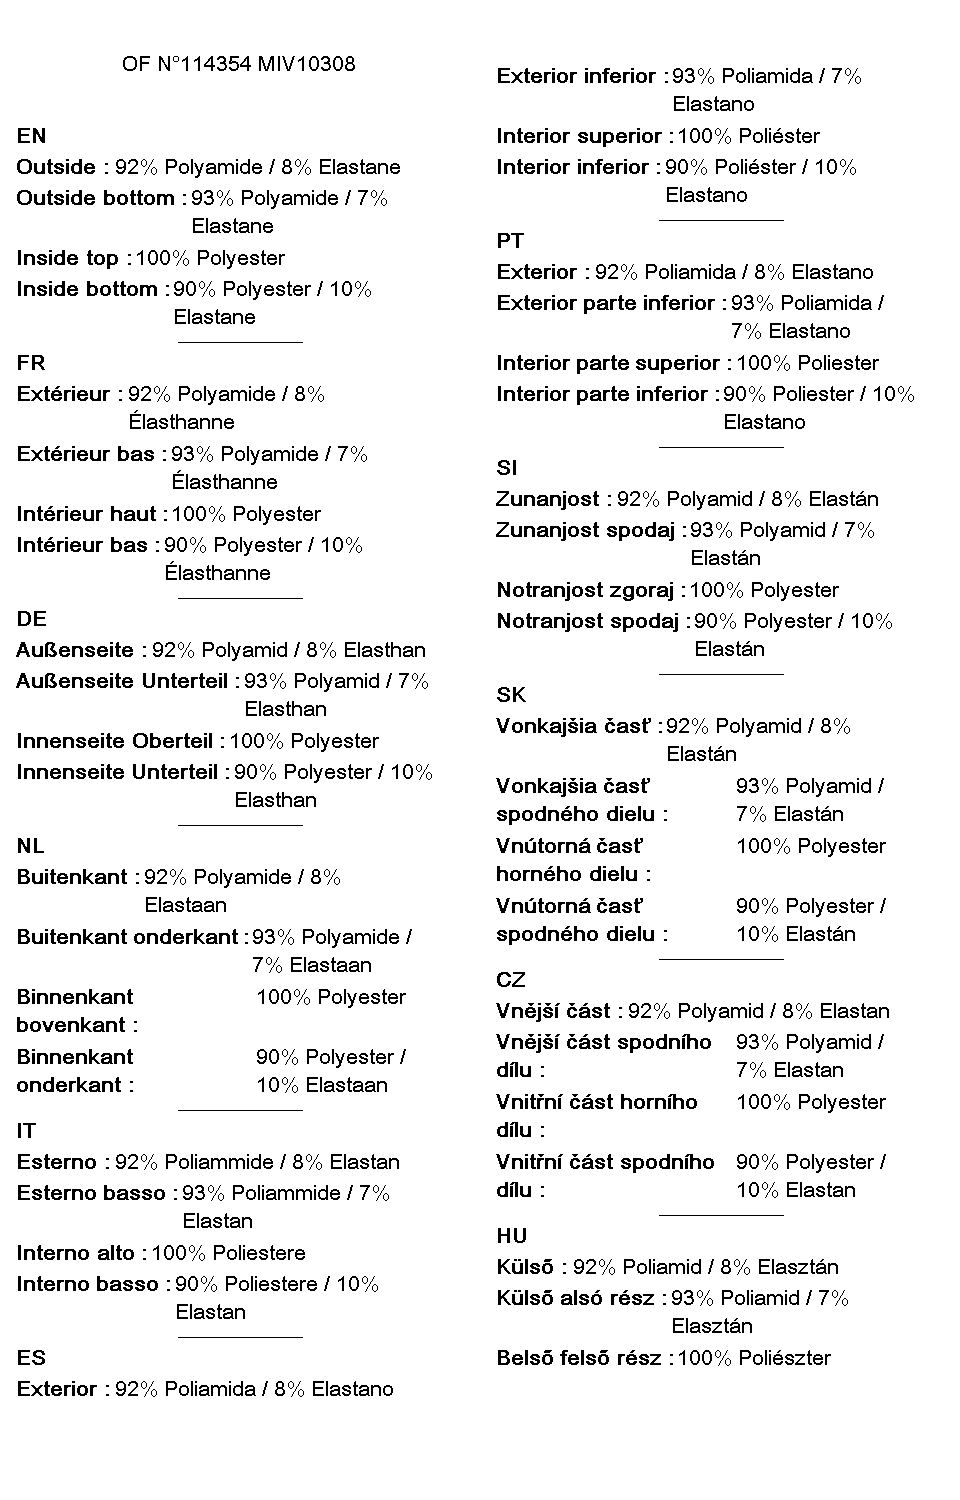 OF N°114354 MIV10308
EN
Outside : 92% Polyamide / 8% Elastane
Outside bottom : 93% Polyamide / 7%
Elastane
Inside top : 100% Polyester
Inside bottom : 90% Polyester / 10%
Elastane
FR
Extérieur : 92% Polyamide / 8%
Élasthanne
Extérieur bas : 93% Polyamide / 7%
Élasthanne
Intérieur haut : 100% Polyester
Intérieur bas : 90% Polyester / 10%
Élasthanne
DE
Außenseite : 92% Polyamid / 8% Elasthan
Außenseite Unterteil : 93% Polyamid / 7%
Elasthan
Innenseite Oberteil : 100% Polyester
Innenseite Unterteil : 90% Polyester / 10%
Elasthan
NL
Buitenkant : 92% Polyamide / 8%
Elastaan
Buitenkant onderkant : 93% Polyamide /
7% Elastaan
Binnenkant 100% Polyester
bovenkant :
Binnenkant 90% Polyester /
onderkant : 10% Elastaan
IT
Esterno : 92% Poliammide / 8% Elastan
Esterno basso : 93% Poliammide / 7%
Elastan
Interno alto : 100% Poliestere
Interno basso : 90% Poliestere / 10%
Elastan
ES
Exterior : 92% Poliamida / 8% Elastano
Exterior inferior : 93% Poliamida / 7%
Elastano
Interior superior : 100% Poliéster
Interior inferior : 90% Poliéster / 10%
Elastano
PT
Exterior : 92% Poliamida / 8% Elastano
Exterior parte inferior : 93% Poliamida /
7% Elastano
Interior parte superior : 100% Poliester
Interior parte inferior : 90% Poliester / 10%
Elastano
SI
Zunanjost : 92% Polyamid / 8% Elastán
Zunanjost spodaj : 93% Polyamid / 7%
Elastán
Notranjost zgoraj : 100% Polyester
Notranjost spodaj : 90% Polyester / 10%
Elastán
SK
Vonkajšia časť : 92% Polyamid / 8%
Elastán
Vonkajšia časť 93% Polyamid /
spodného dielu : 7% Elastán
Vnútorná časť 100% Polyester
horného dielu :
Vnútorná časť 90% Polyester /
spodného dielu : 10% Elastán
CZ
Vnější část : 92% Polyamid / 8% Elastan
Vnější část spodního 93% Polyamid /
dílu : 7% Elastan
Vnitřní část horního 100% Polyester
dílu :
Vnitřní část spodního 90% Polyester /
dílu : 10% Elastan
HU
Külső : 92% Poliamid / 8% Elasztán
Külső alsó rész : 93% Poliamid / 7%
Elasztán
Belső felső rész : 100% Poliészter